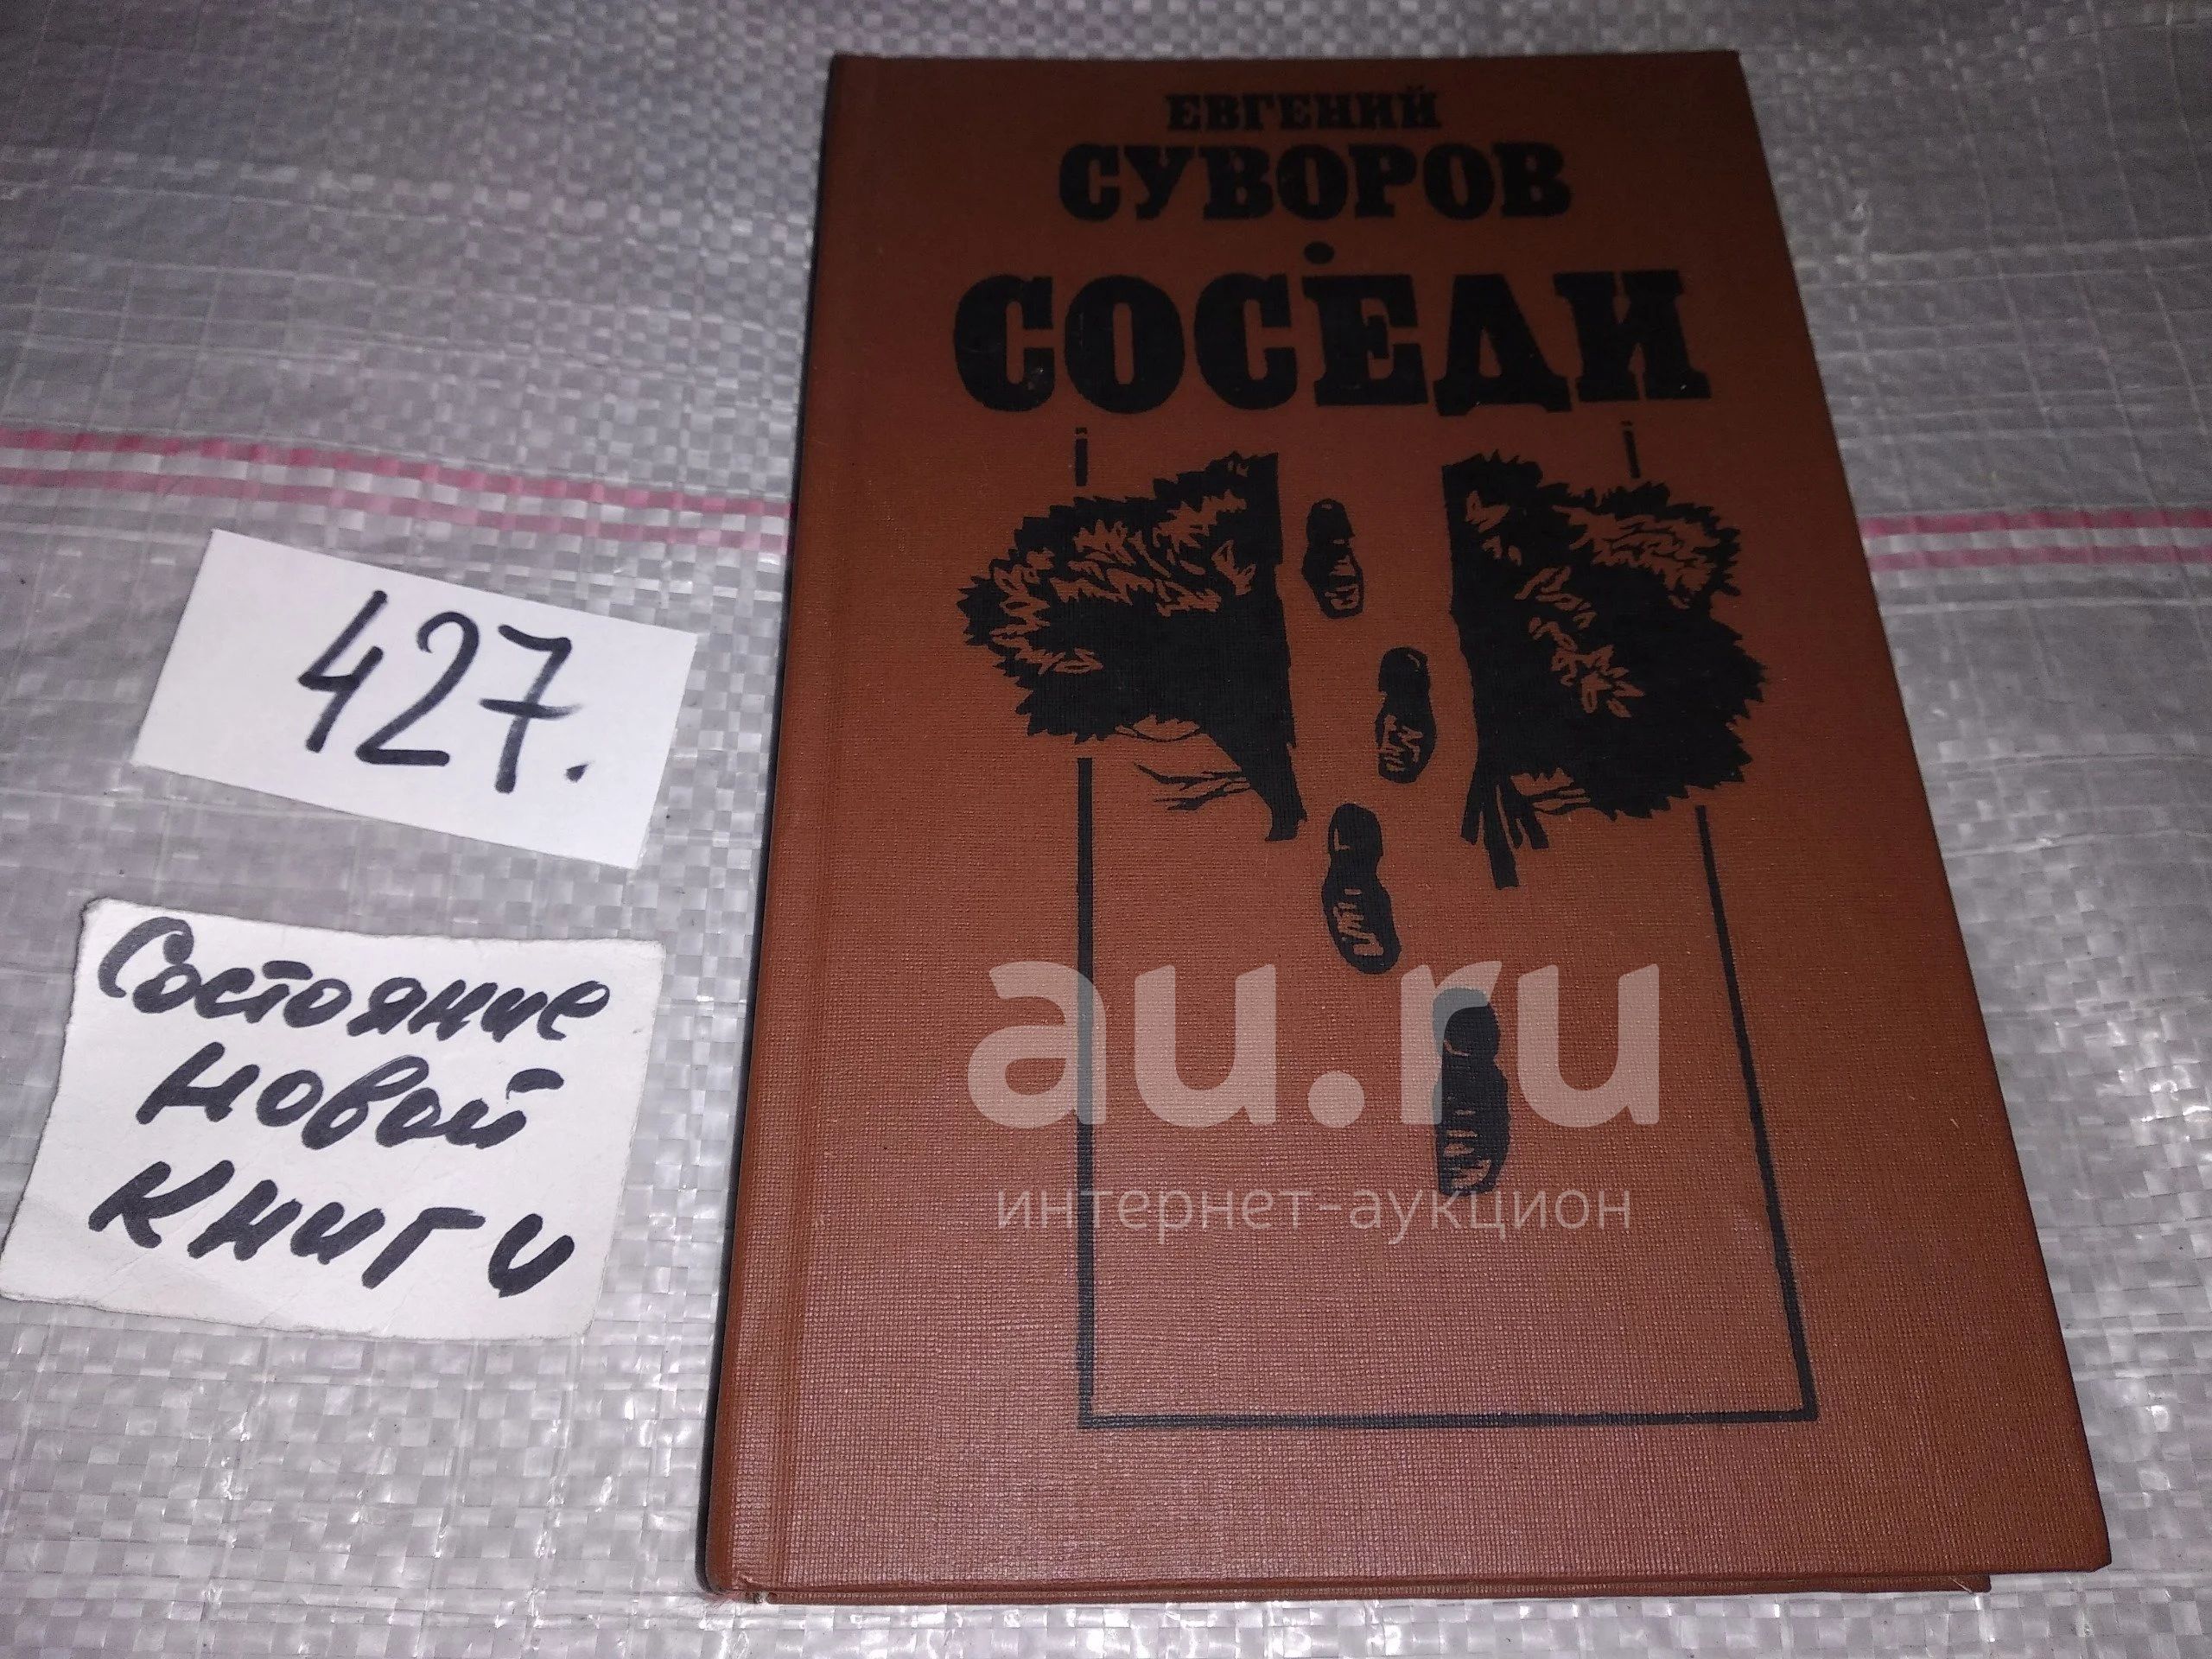 ЕВГЕНИЙ
СУВОРОВ
СОСЕДИ
427.
Состояние
новой
книги
au.ru
интернет-аукцион